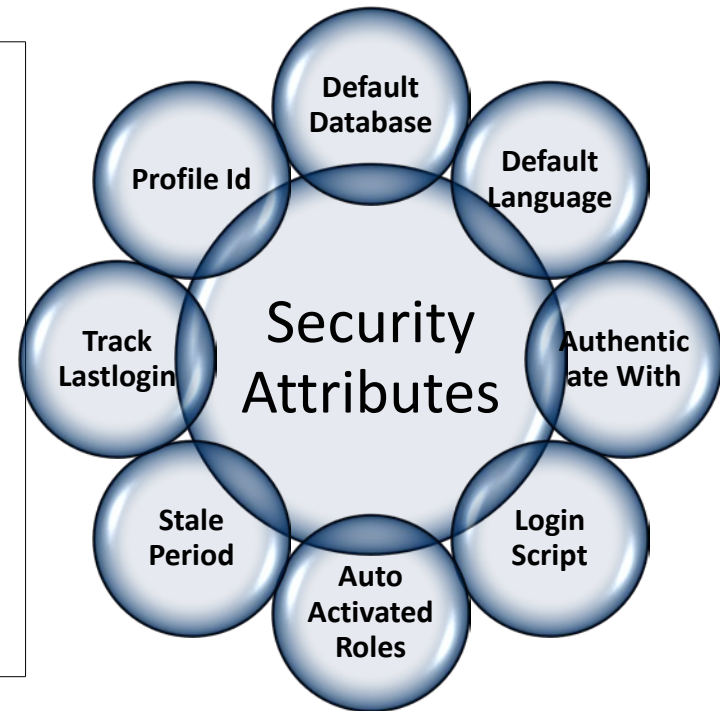 Default
Database
Default
Language
Authentic
ate With
Login
Script
Auto
Activated
Roles
Stale
Period
Track
Lastlogin
Profile Id
Security
Attributes